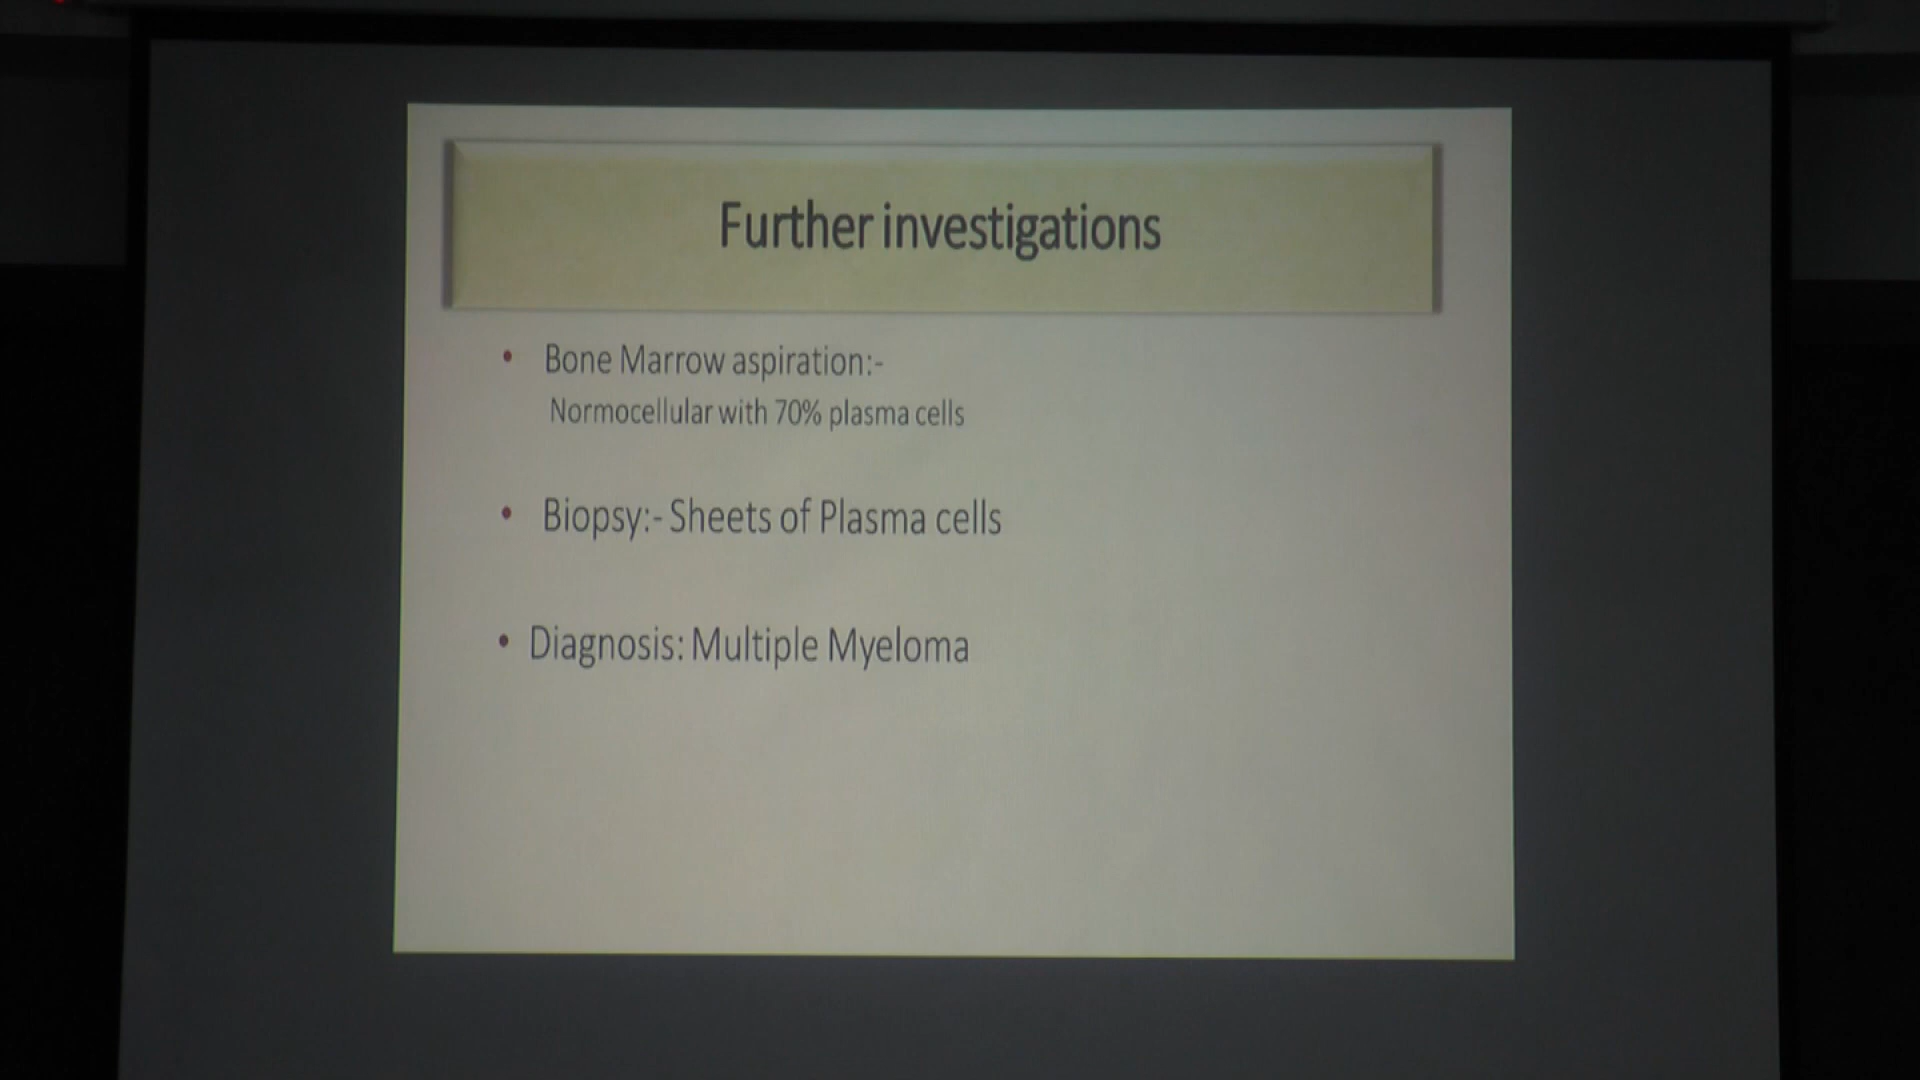 Further investigations
• Bone Marrow aspiration:-
Normocellular with 70% plasma cells
• Biopsy:- Sheets of Plasma cells
• Diagnosis: Multiple Myeloma